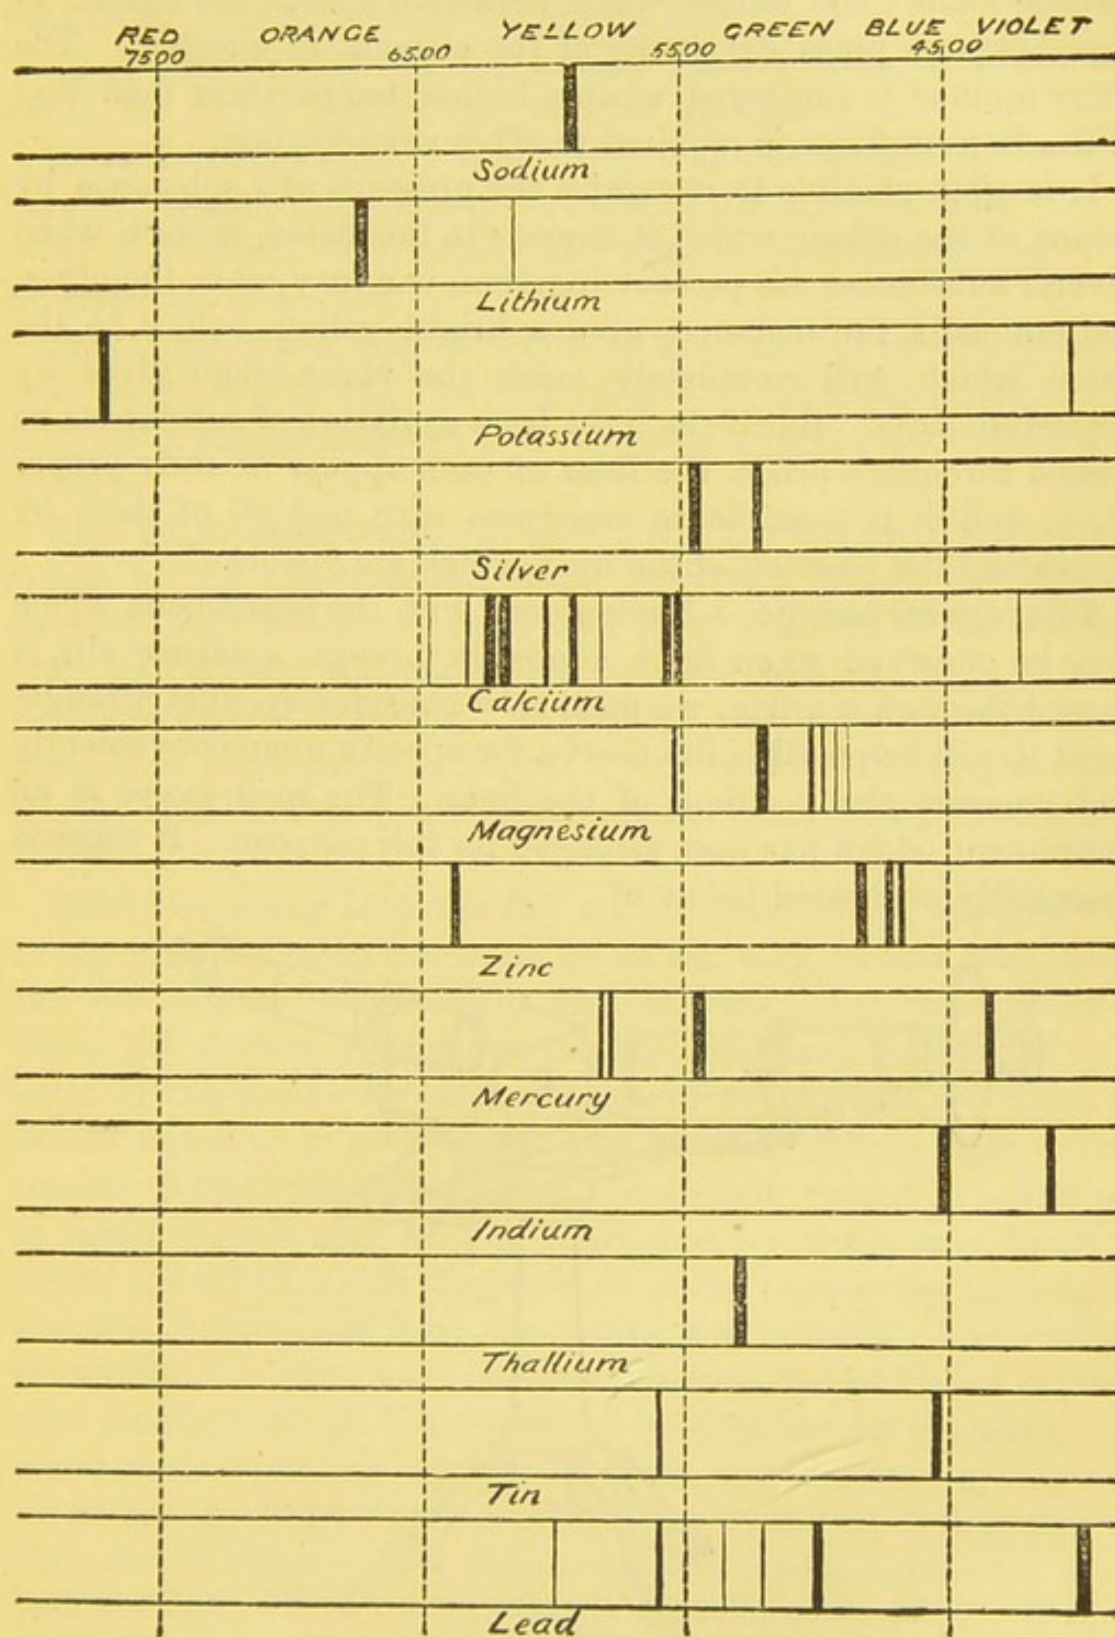 RED ORANGE YELLOW GREEN BLUE VIOLET
7500 6500 5500 4500
Sodium
Lithium
Potassium
Silver
Calcium
Magnesium
Zinc
Mercury
Indium
Thallium
Tin
Lead